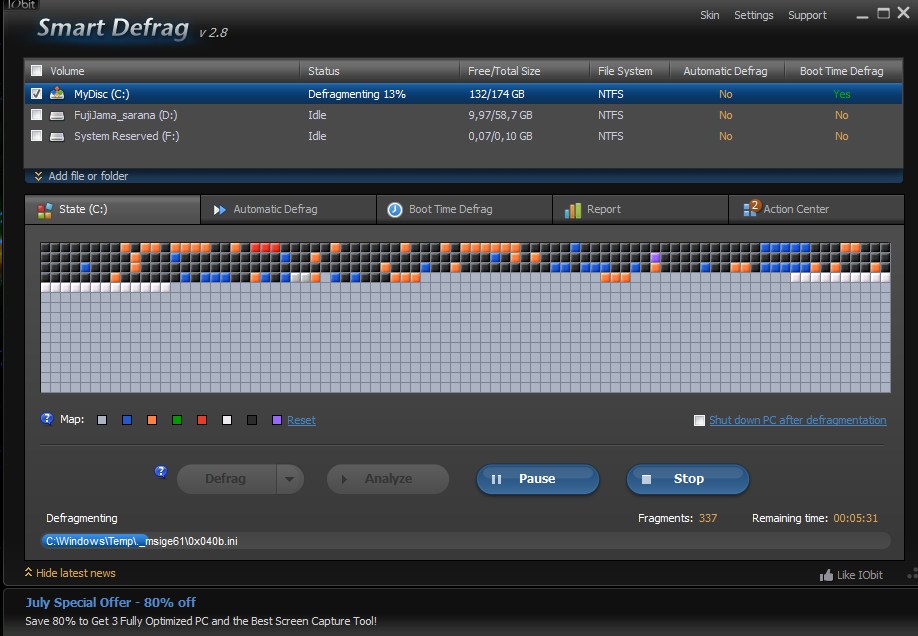 IObit
Smart Defrag v 2.8
Skin Settings Support
Volume Status Free/Total Size File System Automatic Defrag Boot Time Defrag
MyDisc (C:) Defragmenting 13% 132/174 GB NTFS No Yes
FujiJama_sarana (D:) Idle 9,97/58,7 GB NTFS No No
System Reserved (F:) Idle 0,07/0,10 GB NTFS No No
Add file or folder
State (C:) Automatic Defrag Boot Time Defrag Report 2 Action Center
? Map: Reset Shut down PC after defragmentation
? Defrag Analyze Pause Stop
Defragmenting Fragments: 337 Remaining time: 00:05:31
C:\Windows\Temp\._msige61\0x040b.ini
Hide latest news Like IObit
July Special Offer - 80% off
Save 80% to Get 3 Fully Optimized PC and the Best Screen Capture Tool!